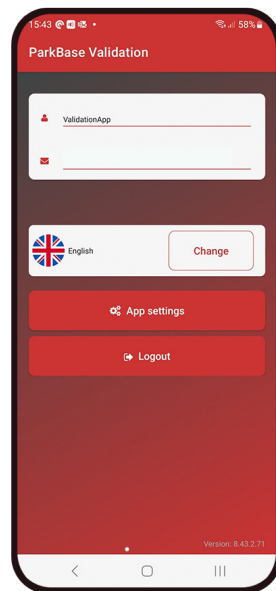 15:43 58%
ParkBase Validation
ValidationApp
English Change
App settings
Logout
Version: 8.43.2.71